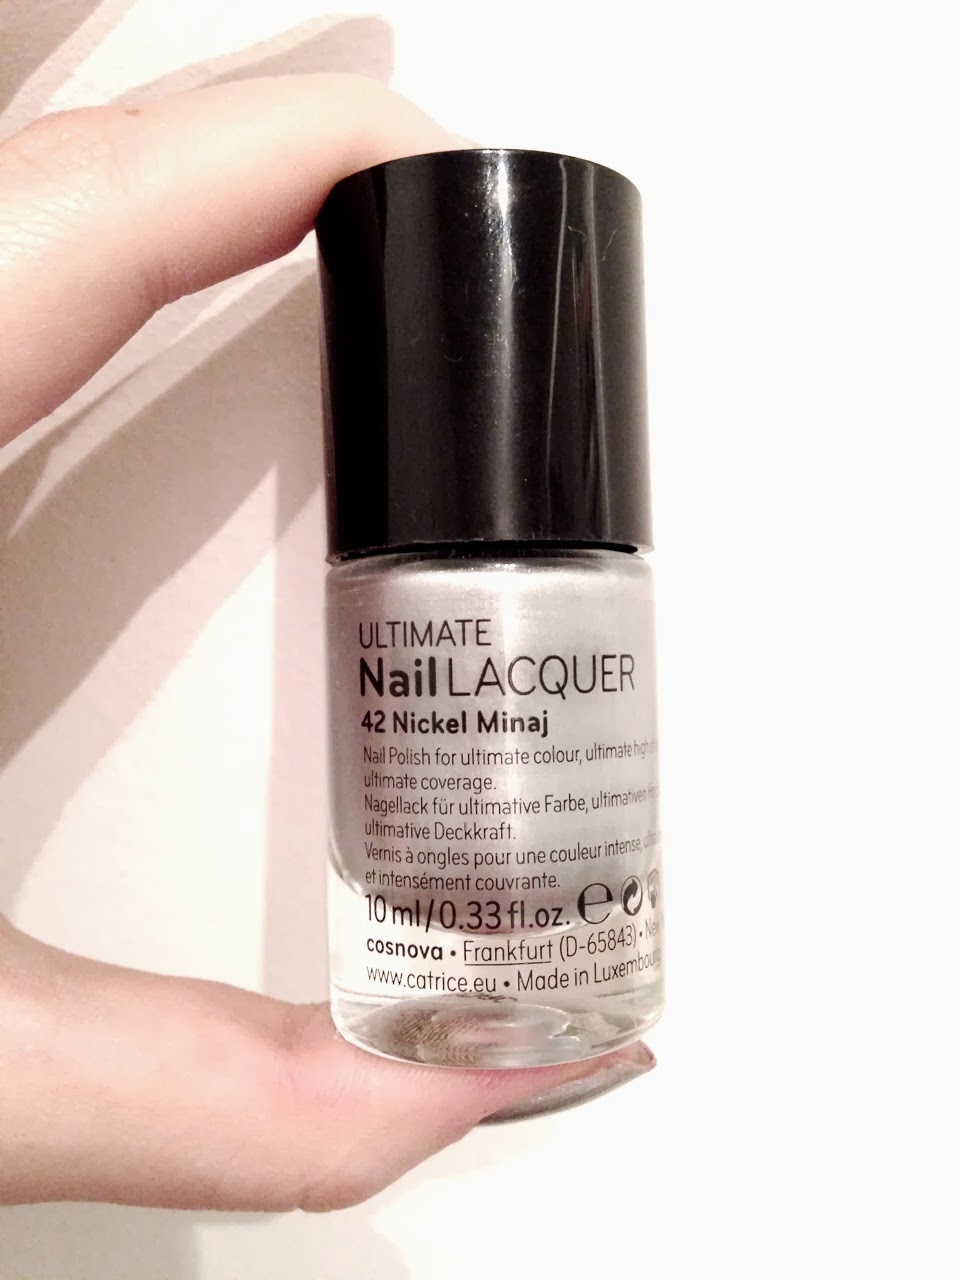 ULTIMATE
Nail LACQUER
42 Nickel Minaj
Nail Polish for ultimate colour, ultimate high
ultimate coverage.
Nagellack für ultimative Farbe, ultimativen
ultimative Deckkraft.
Vernis à ongles pour une couleur intense,
et intensément couvrante.
10 ml/0.33 fl.oz. ℮
cosnova • Frankfurt (D-65843) • New
www.catrice.eu • Made in Luxembourg